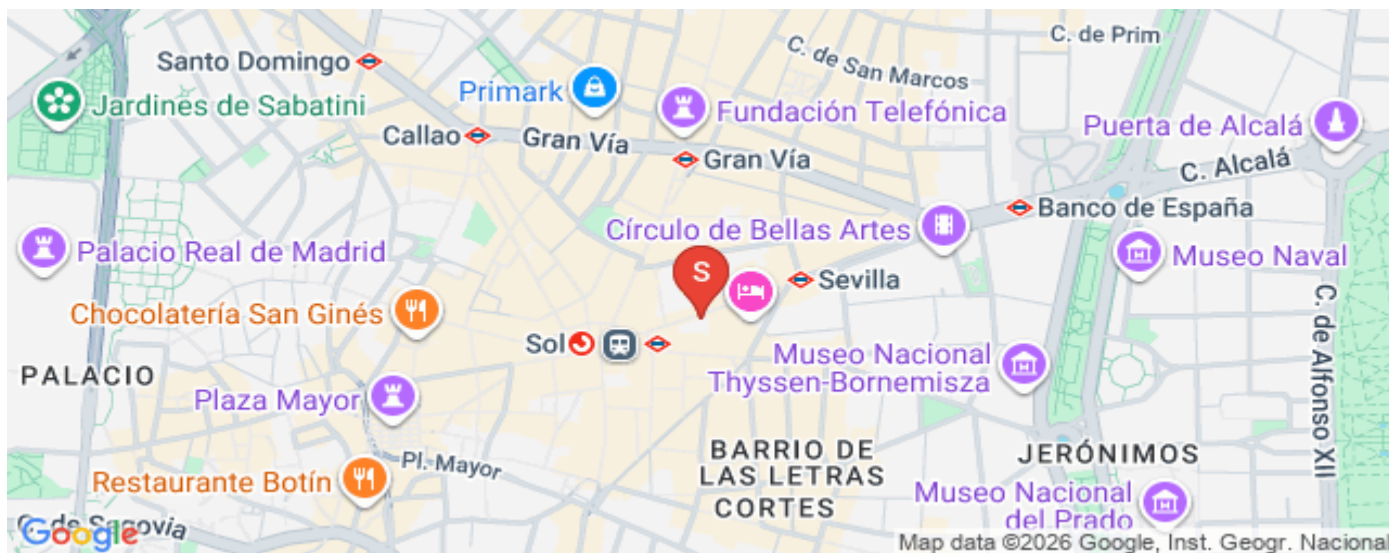 C. de Prim
Santo Domingo
C. de San Marcos
Primark
Jardines de Sabatini
Fundación Telefónica
Puerta de Alcalá
Callao
Gran Vía
Gran Vía
C. Alcalá
Banco de España
Círculo de Bellas Artes
Palacio Real de Madrid
Museo Naval
S
Sevilla
Chocolatería San Ginés
Sol
C. de Alfonso XII
Museo Nacional
Thyssen-Bornemisza
PALACIO
Plaza Mayor
BARRIO DE
LAS LETRAS
CORTES
JERÓNIMOS
Pl. Mayor
Restaurante Botín
Museo Nacional
del Prado
C. de Segovia
Google
Map data ©2026 Google, Inst. Geogr. Nacional